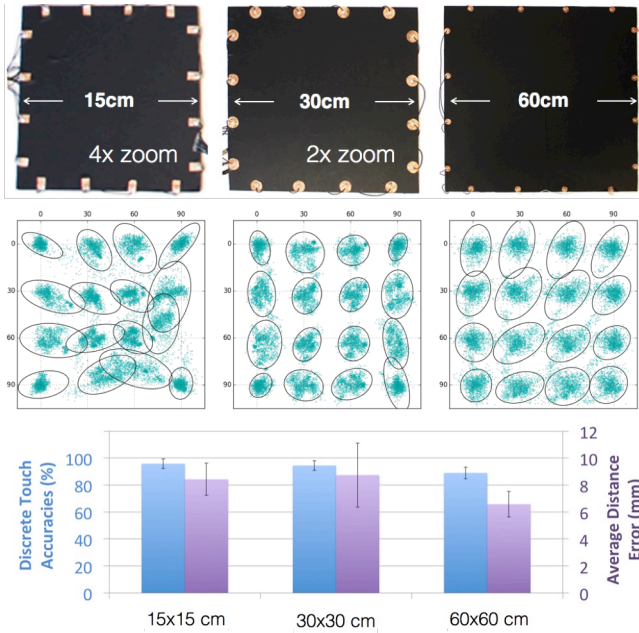 15cm
4x zoom
30cm
2x zoom
60cm
0 30 60 90
0 30 60 90
0 30 60 90
0
30
60
90
0
30
60
90
0
30
60
90
Discrete Touch
Accuracies (%)
100
80
60
40
20
0
12
10
8
6
4
2
0
Average Distance
Error (mm)
15x15 cm
30x30 cm
60x60 cm